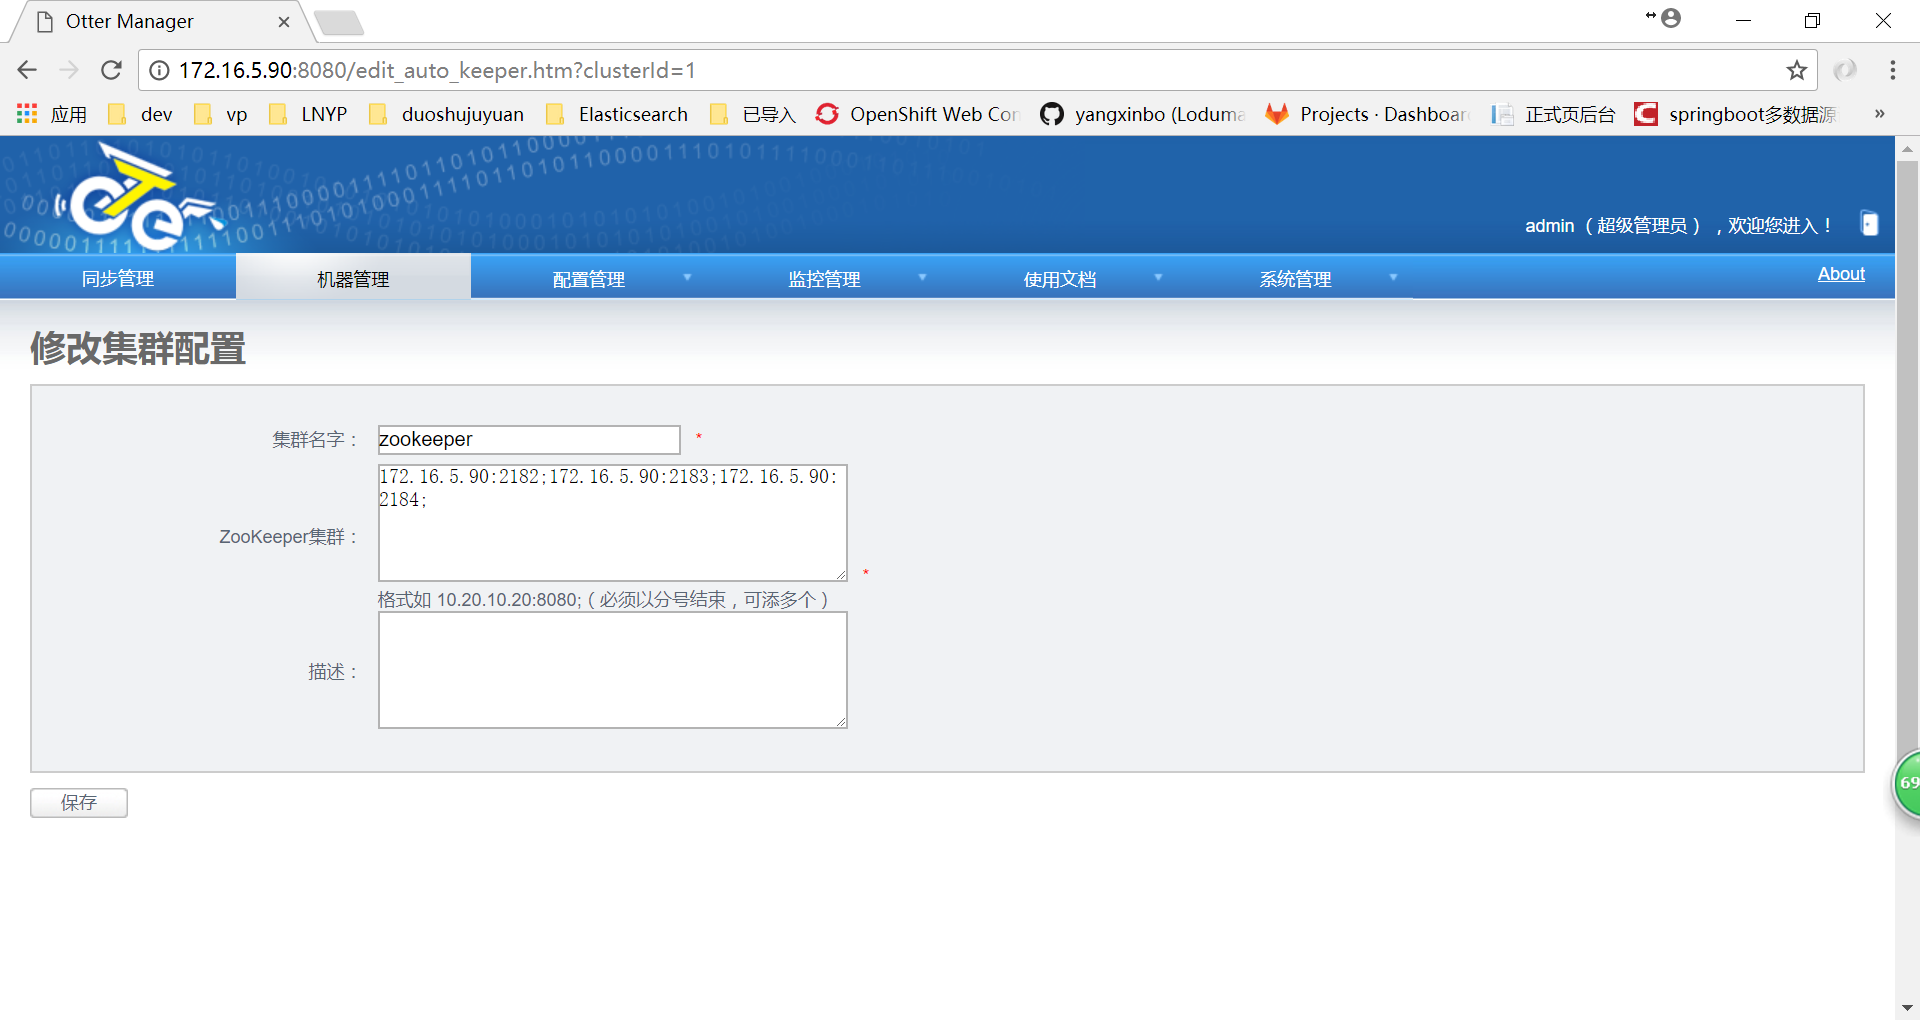 Otter Manager
172.16.5.90:8080/edit_auto_keeper.htm?clusterId=1
应用 dev vp LNYP duoshujuyuan Elasticsearch 已导入 OpenShift Web Con yangxinbo (Loduma Projects · Dashboar 正式页后台 springboot多数据源 »
admin （超级管理员），欢迎您进入！
同步管理 机器管理 配置管理 监控管理 使用文档 系统管理 About
修改集群配置
集群名字： zookeeper *
ZooKeeper集群： 172.16.5.90:2182;172.16.5.90:2183;172.16.5.90:
2184; *
格式如 10.20.10.20:8080;（必须以分号结束，可添多个）
描述：
保存
69